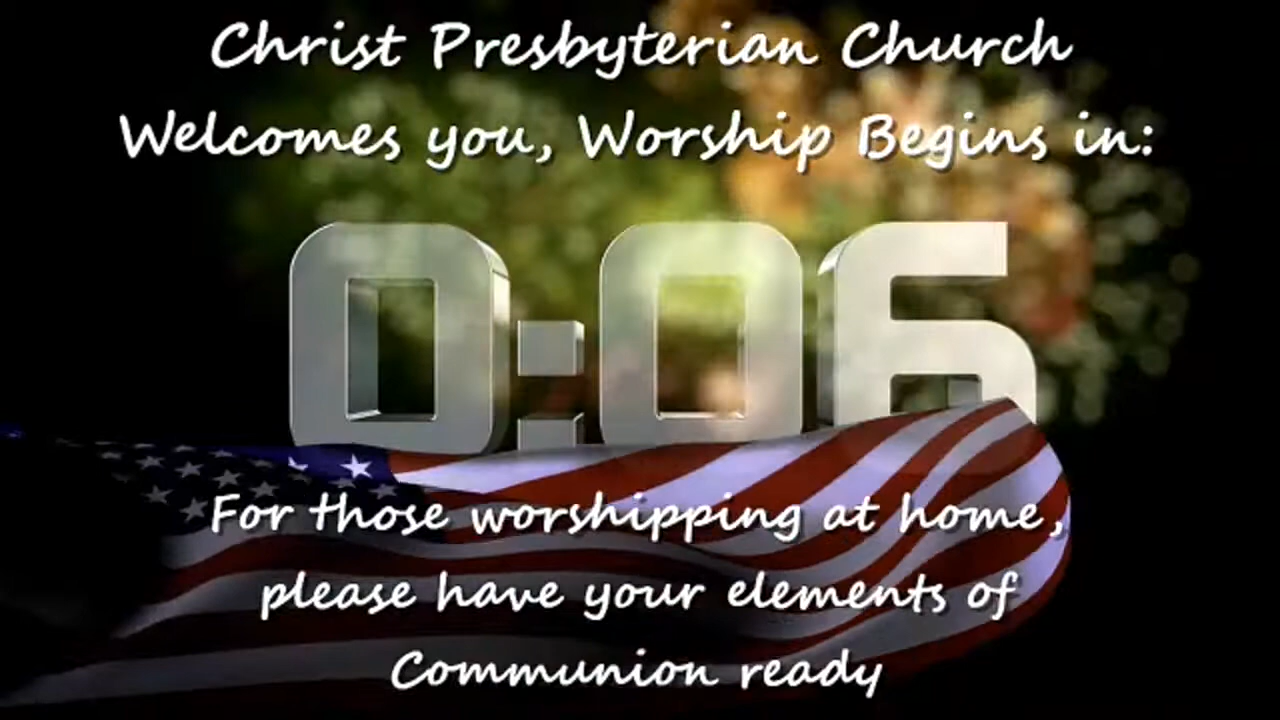 Christ Presbyterian Church
Welcomes you, Worship Begins in:
0:06
For those worshipping at home,
please have your elements of
Communion ready